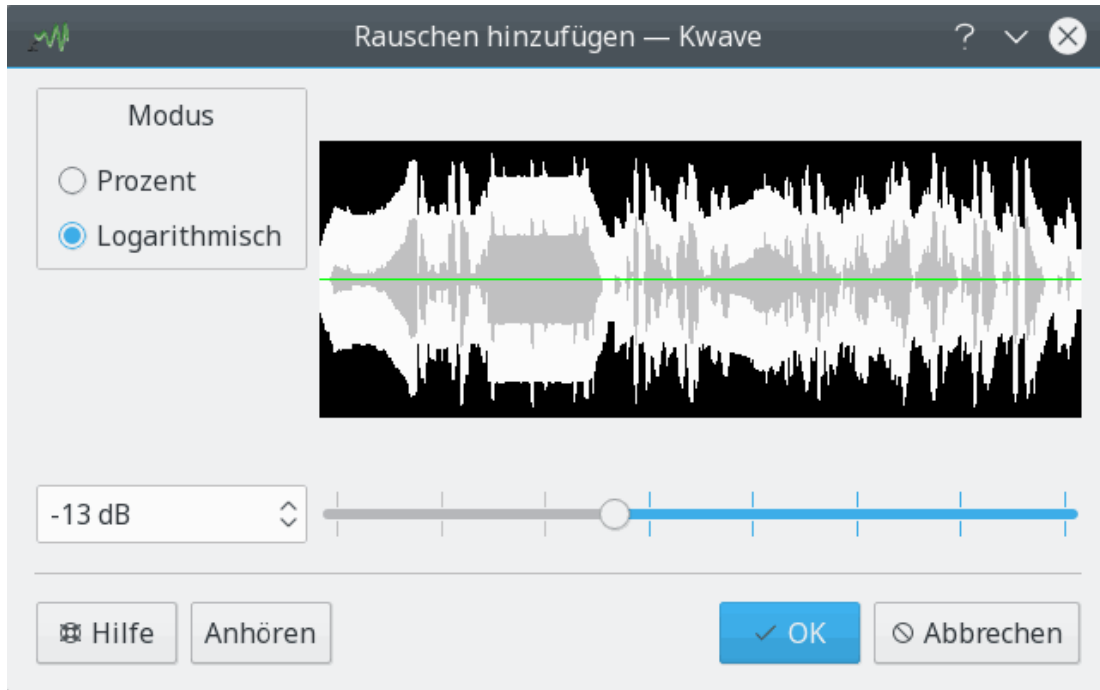 Rauschen hinzufügen — Kwave
Modus
Prozent
Logarithmisch
-13 dB
Hilfe
Anhören
OK
Abbrechen